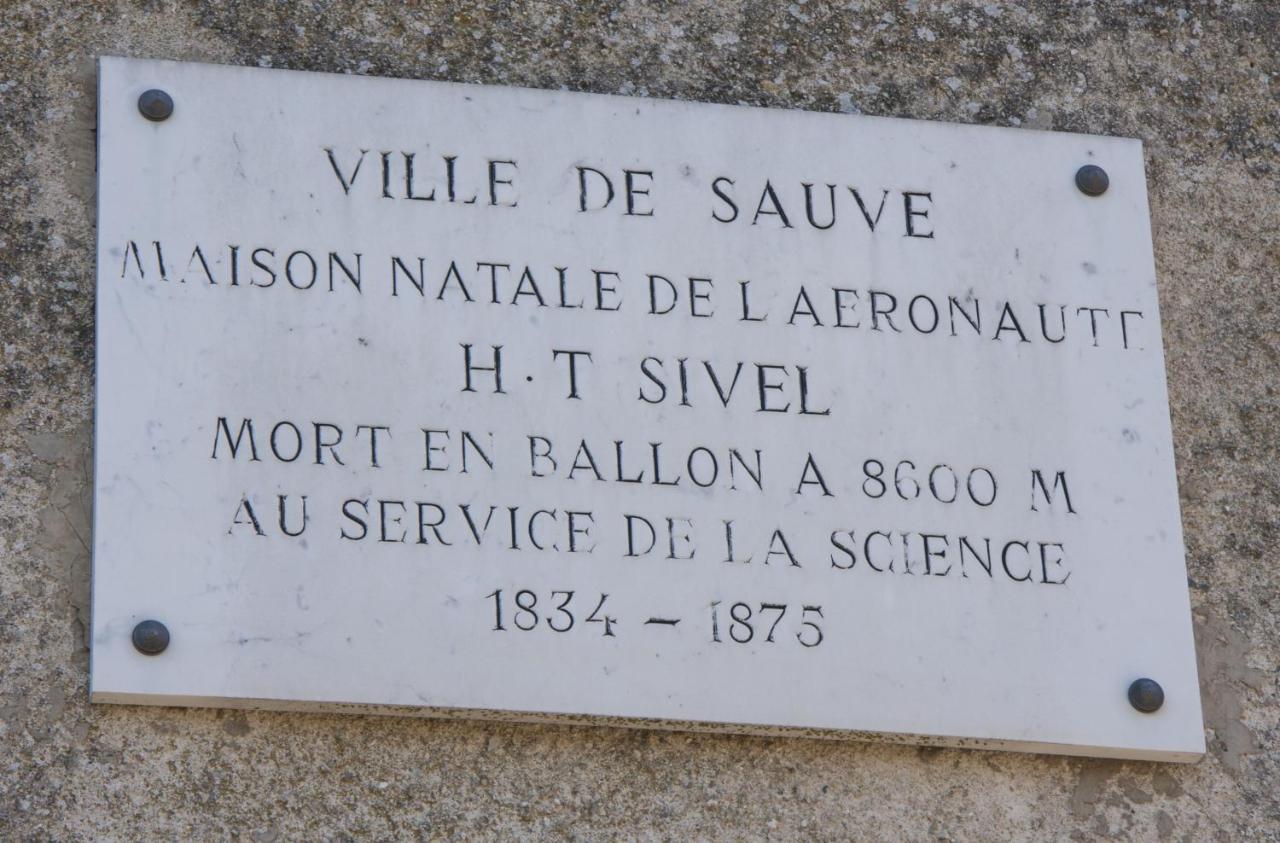 VILLE DE SAUVE
MAISON NATALE DE L AERONAUTE
H · T SIVEL
MORT EN BALLON A 8600 M
AU SERVICE DE LA SCIENCE
1834 - 1875